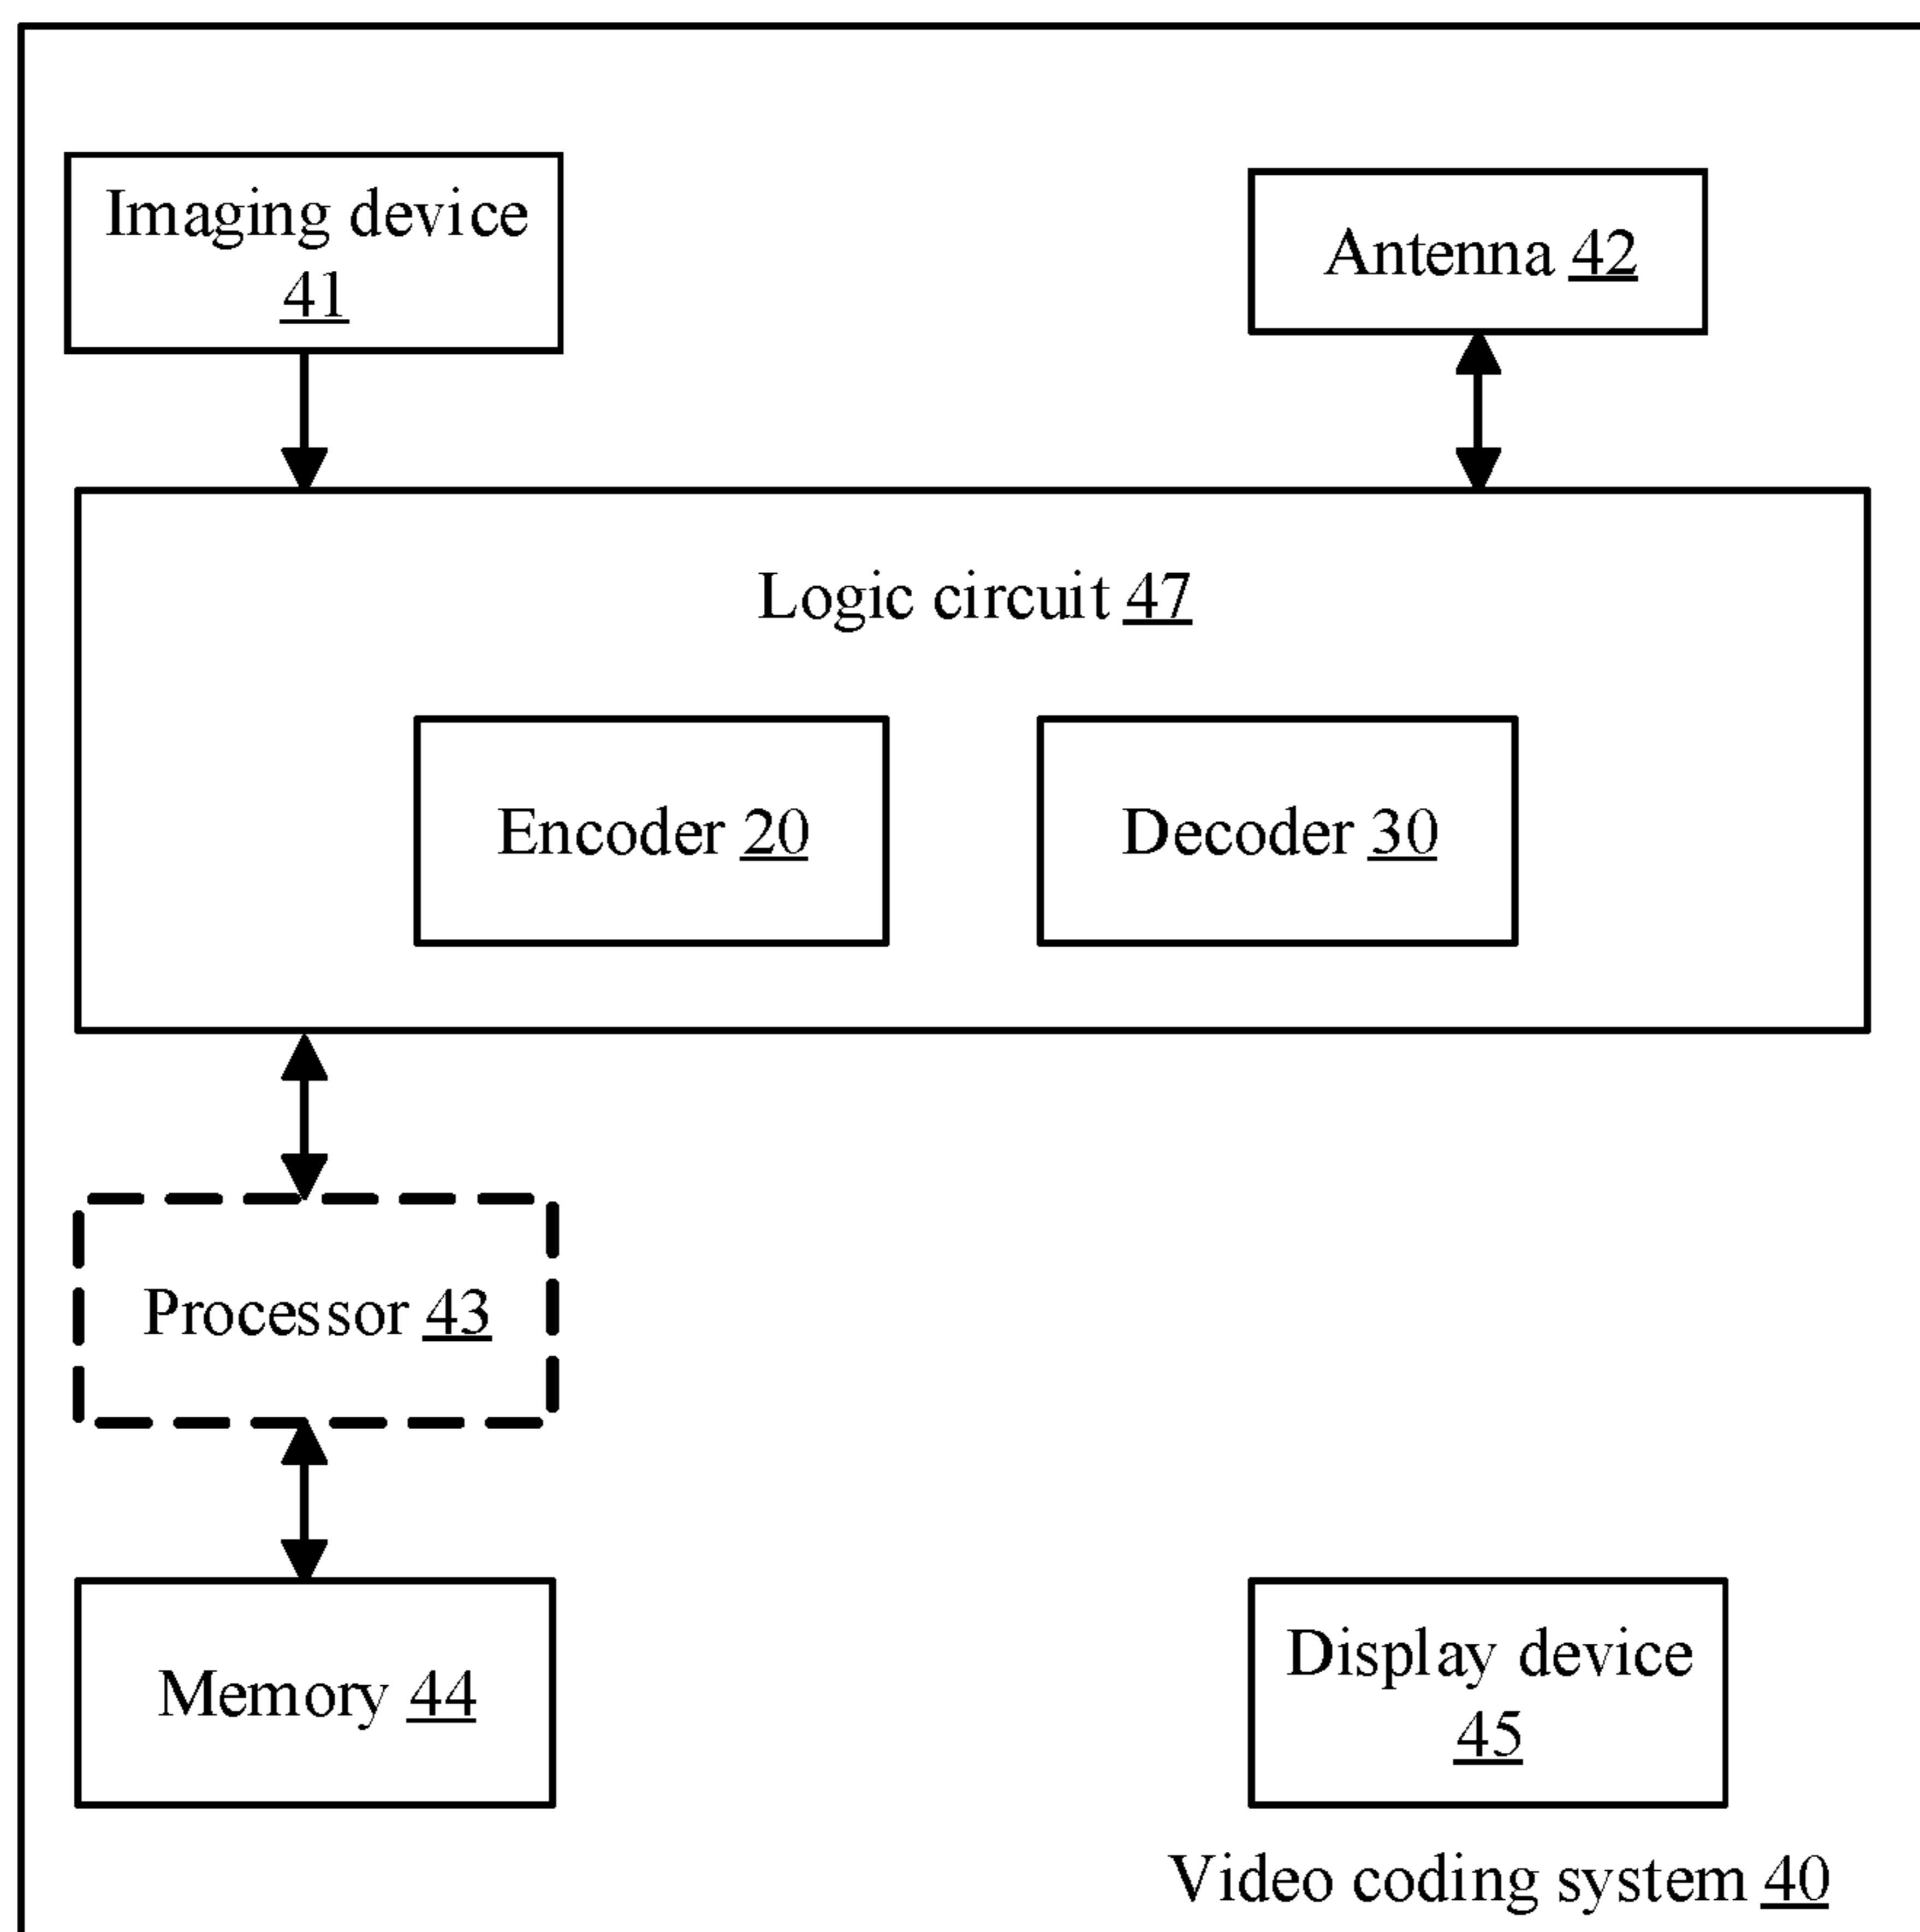 Imaging device
41
Antenna 42
Logic circuit 47
Encoder 20
Decoder 30
Processor 43
Memory 44
Display device
45
Video coding system 40